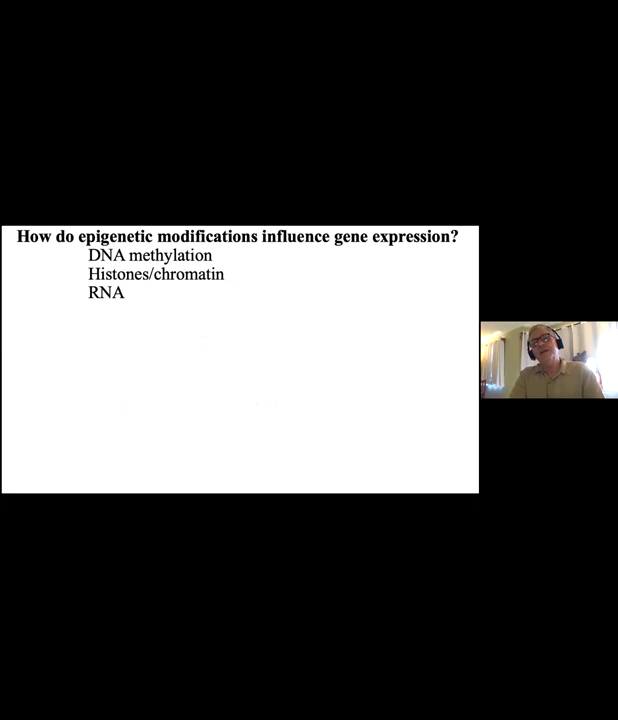 How do epigenetic modifications influence gene expression?
DNA methylation
Histones/chromatin
RNA